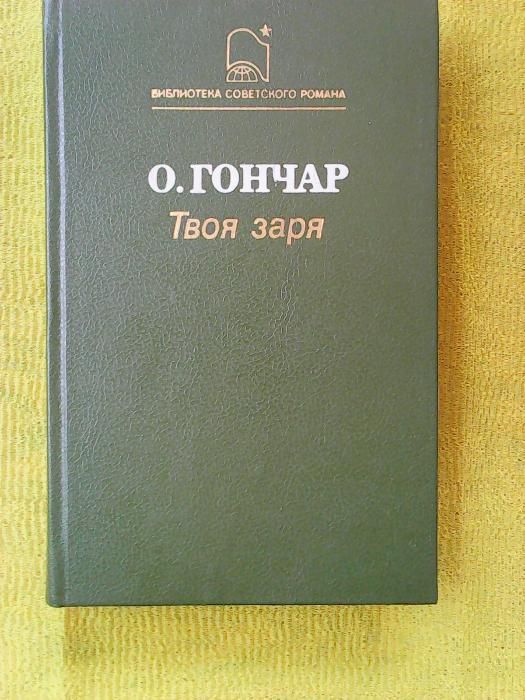 БИБЛИОТЕКА СОВЕТСКОГО РОМАНА
О. ГОНЧАР
Твоя заря